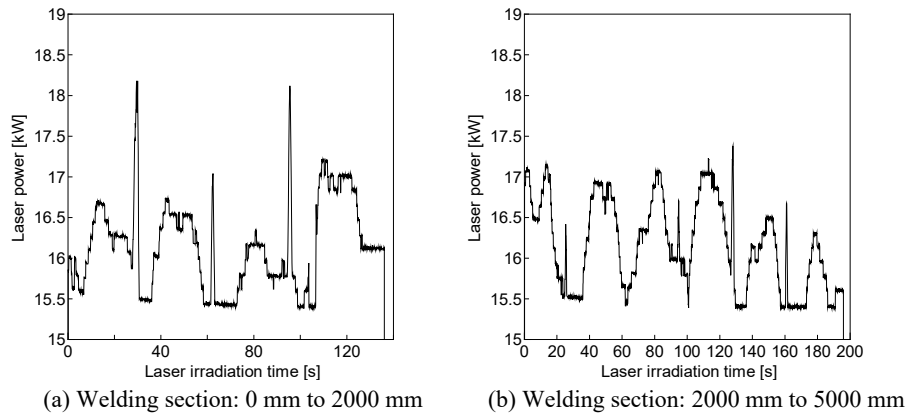 19
18.5
18
17.5
17
16.5
16
15.5
15
Laser power [kW]
0 40 80 120
Laser irradiation time [s]
(a) Welding section: 0 mm to 2000 mm
19
18.5
18
17.5
17
16.5
16
15.5
15
Laser power [kW]
0 20 40 60 80 100 120 140 160 180 200
Laser irradiation time [s]
(b) Welding section: 2000 mm to 5000 mm